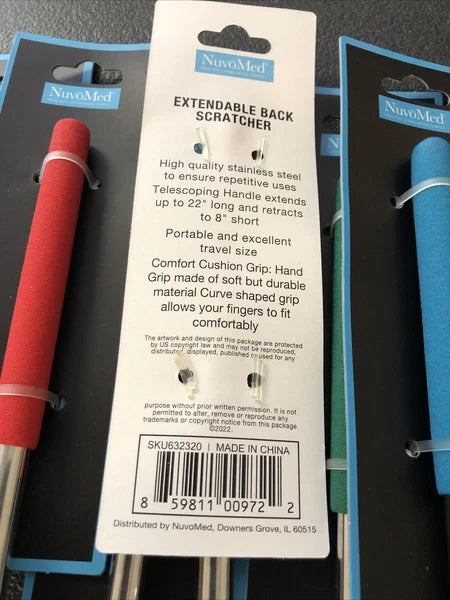 NuvoMed
NuvoMed
NuvoMed
EXTENDABLE BACK
SCRATCHER
High quality stainless steel
to ensure repetitive uses
Telescoping Handle extends
up to 22" long and retracts
to 8" short
Portable and excellent
travel size
Comfort Cushion Grip: Hand
Grip made of soft but durable
material Curve shaped grip
allows your fingers to fit
comfortably
The artwork and design of this package are protected
by US copyright law and may not be reproduced,
distributed, displayed, published or used for any
purpose without prior written permission. It is not
permitted to alter, remove or reproduce any
trademarks or copyright notice from this package
©2022.
SKU632320 | MADE IN CHINA
8 59811 00972 2
Distributed by NuvoMed, Downers Grove, IL 60515